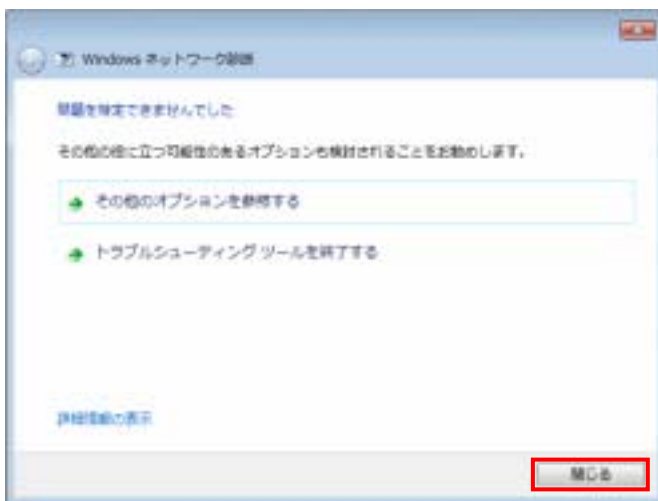 Windows ネットワーク診断
問題を特定できませんでした
その他の役に立つ可能性のあるオプションも検討されることをお勧めします。
その他のオプションを参照する
トラブルシューティング ツールを終了する
詳細情報の表示
閉じる